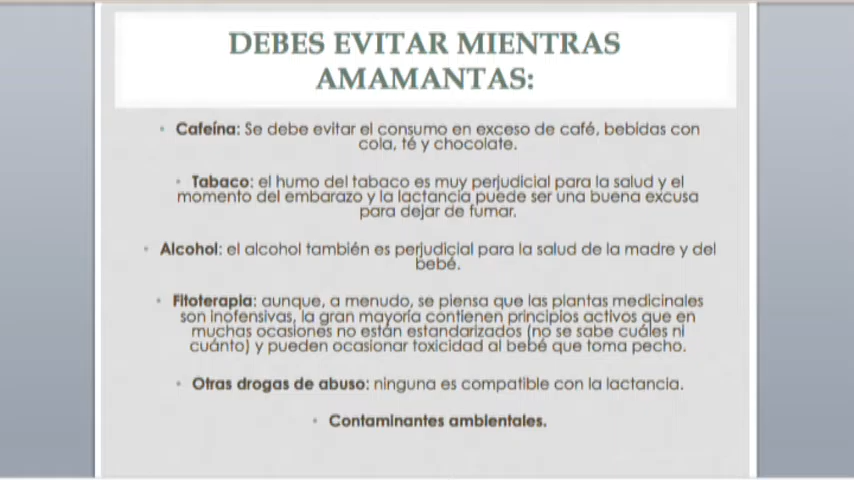 DEBES EVITAR MIENTRAS
AMAMANTAS:
• Cafeína: Se debe evitar el consumo en exceso de café, bebidas con
cola, té y chocolate.
• Tabaco: el humo del tabaco es muy perjudicial para la salud y el
momento del embarazo y la lactancia puede ser una buena excusa
para dejar de fumar.
• Alcohol: el alcohol también es perjudicial para la salud de la madre y del
bebé.
• Fitoterapia: aunque, a menudo, se piensa que las plantas medicinales
son inofensivas, la gran mayoría contienen principios activos que en
muchas ocasiones no están estandarizados (no se sabe cuáles ni
cuánto) y pueden ocasionar toxicidad al bebé que toma pecho.
• Otras drogas de abuso: ninguna es compatible con la lactancia.
• Contaminantes ambientales.